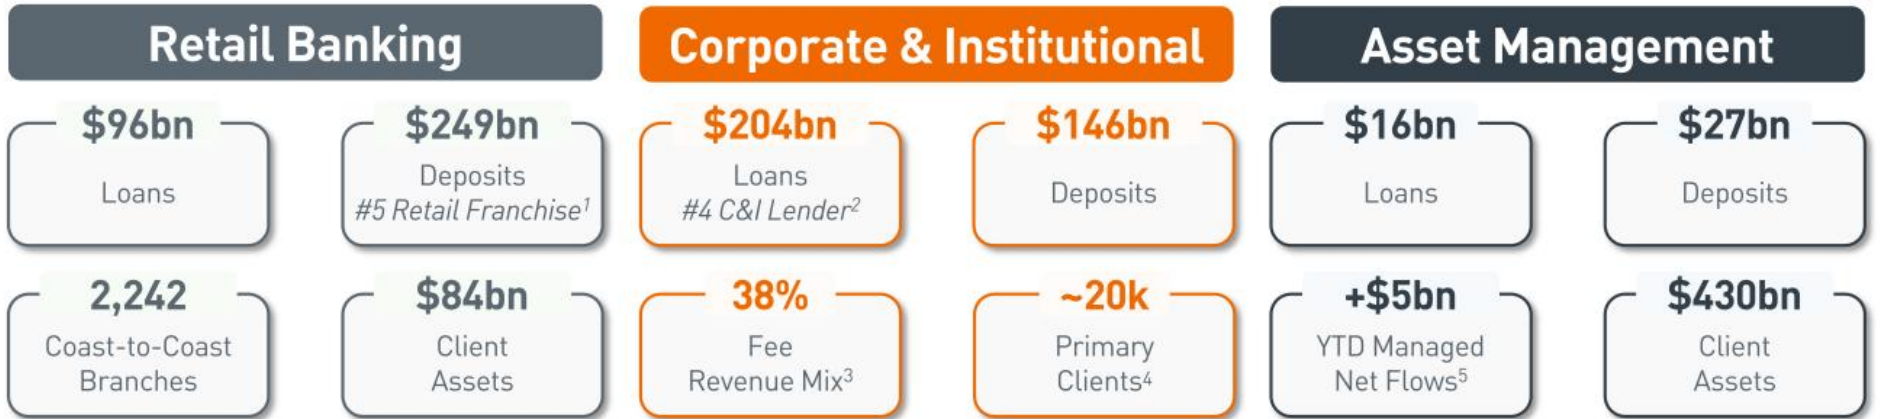 Retail Banking
$96bn
Loans
$249bn
Deposits
#5 Retail Franchise¹
2,242
Coast-to-Coast
Branches
$84bn
Client
Assets
Corporate & Institutional
$204bn
Loans
#4 C&I Lender²
$146bn
Deposits
38%
Fee
Revenue Mix³
~20k
Primary
Clients⁴
Asset Management
$16bn
Loans
$27bn
Deposits
+$5bn
YTD Managed
Net Flows⁵
$430bn
Client
Assets